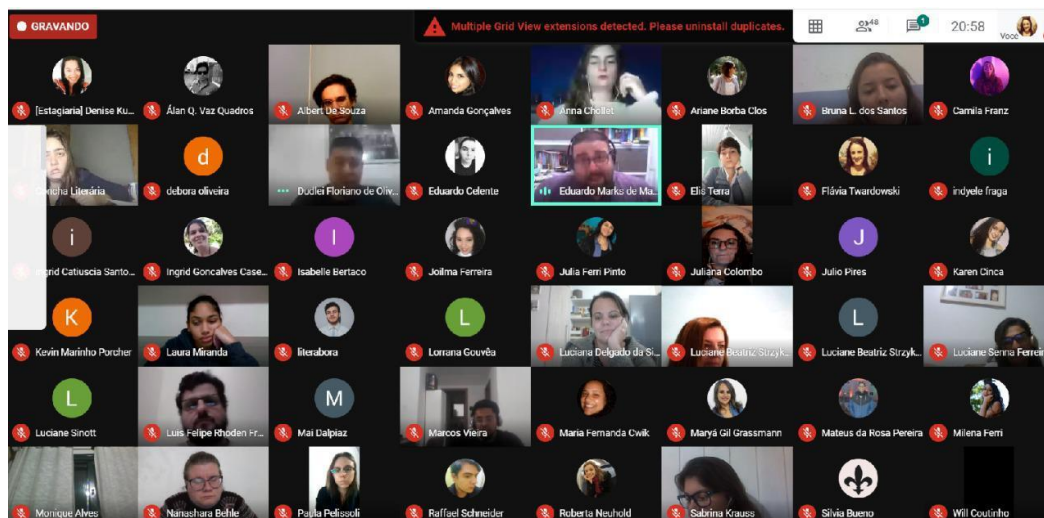 GRAVANDO
Multiple Grid View extensions detected. Please uninstall duplicates.
48
1
20:58
Você
[Estagiaria] Denise Ku...
Álan Q. Vaz Quadros
Albert De Souza
Amanda Gonçalves
Anna Chollet
Ariane Borba Clos
Bruna L. dos Santos
Camila Franz
d
i
Concha Literária
debora oliveira
Dudlei Floriano de Oliv...
Eduardo Celente
Eduardo Marks de Ma...
Elis Terra
Flávia Twardowski
indyele fraga
i
I
J
Ingrid Catiuscia Santo...
Ingrid Goncalves Case...
Isabelle Bertaco
Joilma Ferreira
Julia Ferri Pinto
Juliana Colombo
Julio Pires
Karen Cinca
K
L
L
Kevin Marinho Porcher
Laura Miranda
literabora
Lorrana Gouvêa
Luciana Delgado da Si...
Luciane Beatriz Strzyk...
Luciane Beatriz Strzyk...
Luciane Senna Ferreir
L
M
Luciane Sinott
Luis Felipe Rhoden Fr...
Mai Dalpiaz
Marcos Vieira
Maria Fernanda Cwik
Maryá Gil Grassmann
Mateus da Rosa Pereira
Milena Ferri
Monique Alves
Nanashara Behle
Paula Pelissoli
Raffael Schneider
Roberta Neuhold
Sabrina Krauss
Silvia Bueno
Will Coutinho